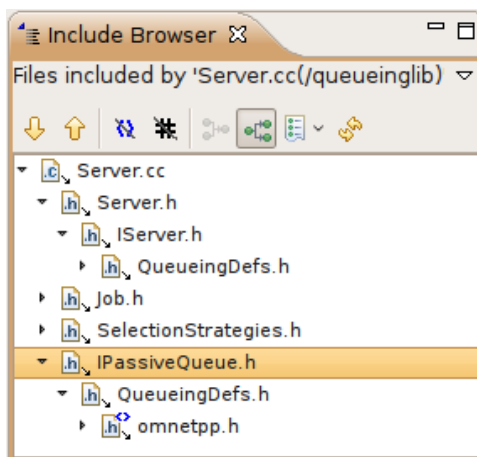 Include Browser
Files included by 'Server.cc(/queueinglib)
Server.cc
Server.h
IServer.h
QueueingDefs.h
Job.h
SelectionStrategies.h
IPassiveQueue.h
QueueingDefs.h
omnetpp.h